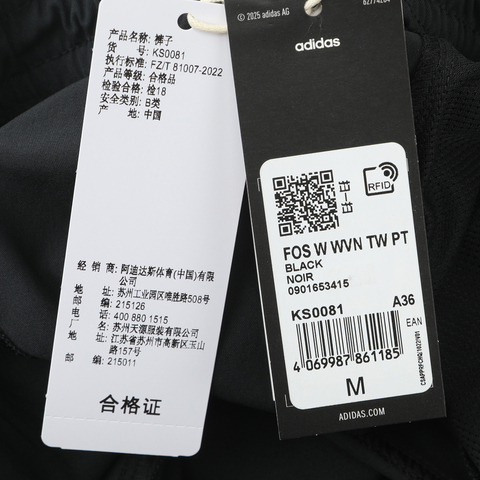 产品名称: 裤子
货 号: KS0081
执行标准: FZ/T 81007-2022
产品等级: 合格品
检验合格: 检18
安全类别: B类
产 地: 中国
经 销 商: 阿迪达斯体育(中国)有限
公司
地 址: 苏州工业园区唯胜路508号
邮 编: 215126
电 话: 400 880 1515
厂 名: 苏州天源服装有限公司
地 址: 江苏省苏州市高新区玉山
路157号
邮 编: 215011
合格证
© 2025 adidas AG
adidas
RFID
FOS W WVN TW PT
BLACK
NOIR
0901653415
KS0081 A36
EAN
4 069987 861185
M
ADIDAS.COM